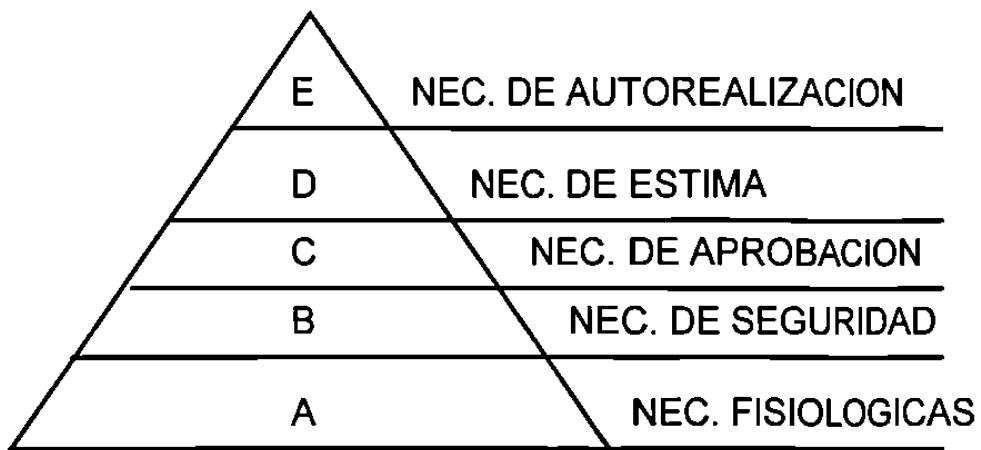 E NEC. DE AUTOREALIZACION
D NEC. DE ESTIMA
C NEC. DE APROBACION
B NEC. DE SEGURIDAD
A NEC. FISIOLOGICAS